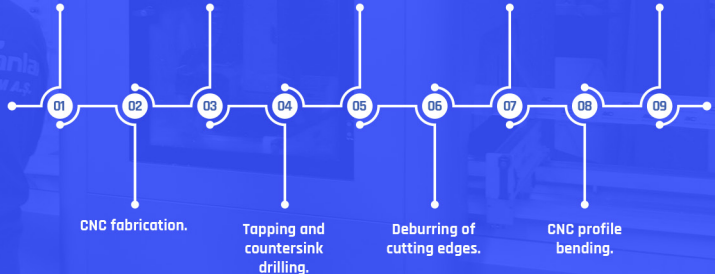 01 02 03 04 05 06 07 08 09
CNC fabrication.
Tapping and
countersink
drilling.
Deburring of
cutting edges.
CNC profile
bending.